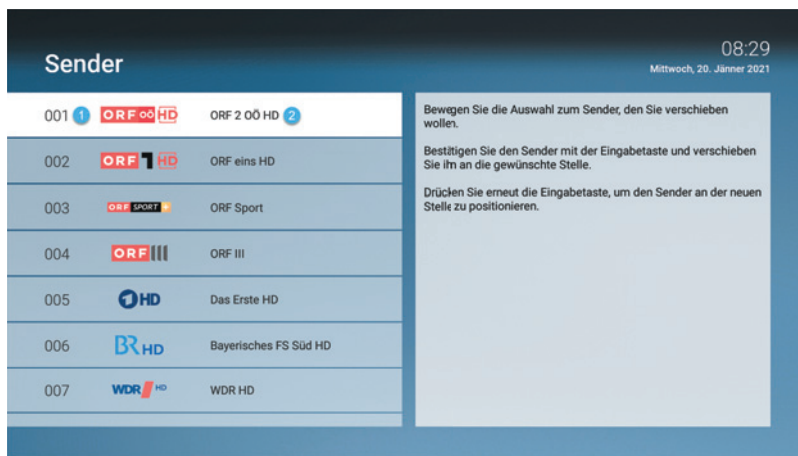 Sender
08:29
Mittwoch, 20. Jänner 2021
001 1 ORF OÖ HD ORF 2 OÖ HD 2
002 ORF 1 HD ORF eins HD
003 ORF SPORT + ORF Sport
004 ORF III ORF III
005 1 HD Das Erste HD
006 BR HD Bayerisches FS Süd HD
007 WDR HD WDR HD
Bewegen Sie die Auswahl zum Sender, den Sie verschieben
wollen.
Bestätigen Sie den Sender mit der Eingabetaste und verschieben
Sie ihn an die gewünschte Stelle.
Drücken Sie erneut die Eingabetaste, um den Sender an der neuen
Stelle zu positionieren.